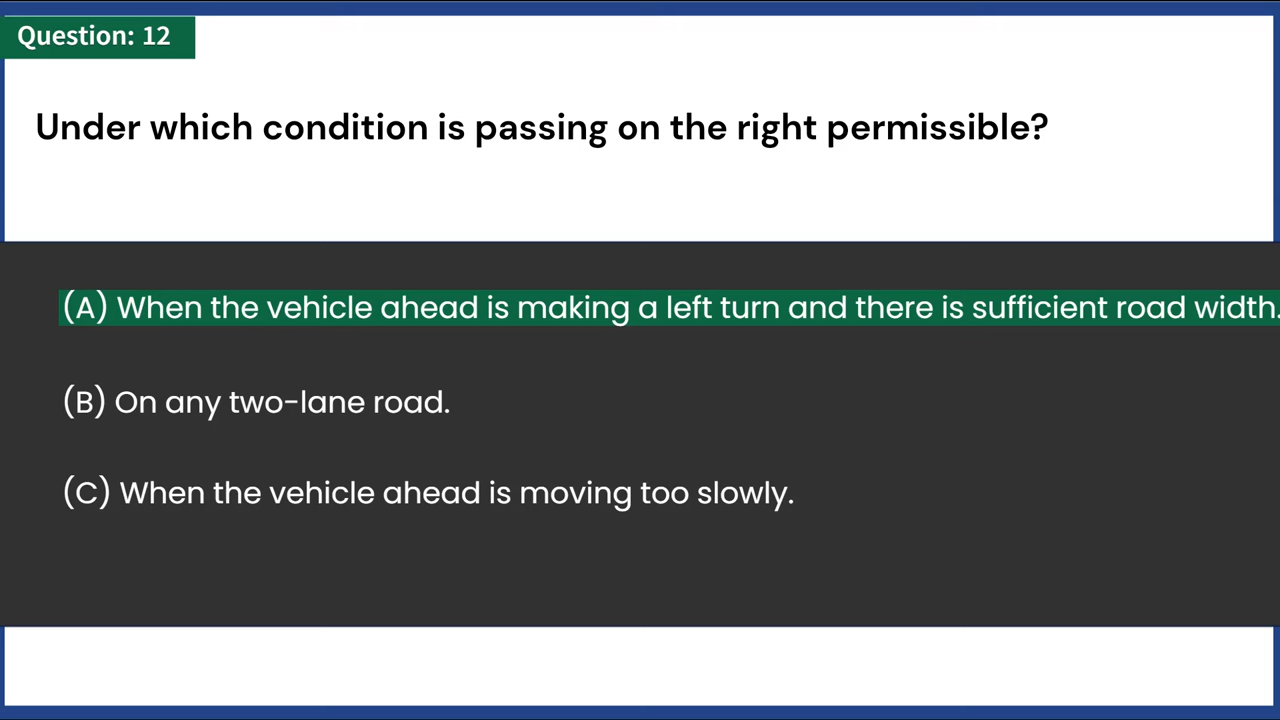 Question: 12
Under which condition is passing on the right permissible?
(A) When the vehicle ahead is making a left turn and there is sufficient road width.
(B) On any two-lane road.
(C) When the vehicle ahead is moving too slowly.